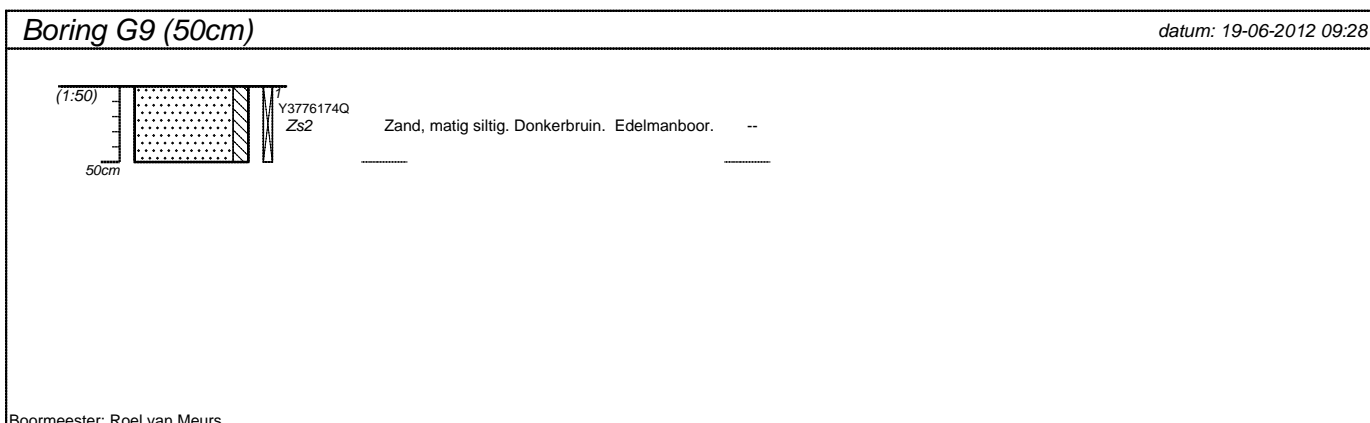 Boring G9 (50cm)
datum: 19-06-2012 09:28
(1:50)
1
Y3776174Q
Zs2
Zand, matig siltig. Donkerbruin. Edelmanboor. --
50cm
Boormeester: Roel van Meurs